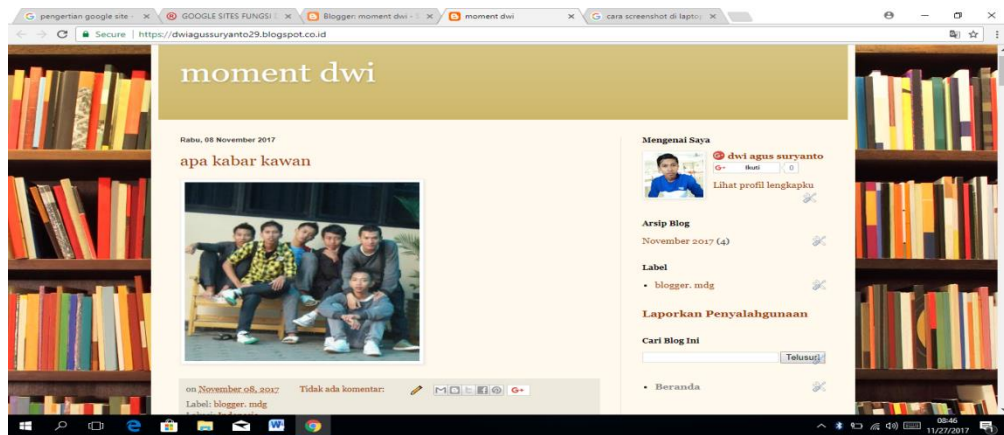 pengertian google site -
GOOGLE SITES FUNGSI
Blogger: moment dwi -
moment dwi
cara screenshot di laptop
Secure | https://dwiagussuryanto29.blogspot.co.id
moment dwi
Rabu, 08 November 2017
apa kabar kawan
on November 08, 2017 Tidak ada komentar:
Label: blogger. mdg
Mengenai Saya
dwi agus suryanto
G+ Ikuti 0
Lihat profil lengkapku
Arsip Blog
November 2017 (4)
Label
blogger. mdg
Laporkan Penyalahgunaan
Cari Blog Ini
Telusuri
Beranda
08:46
11/27/2017